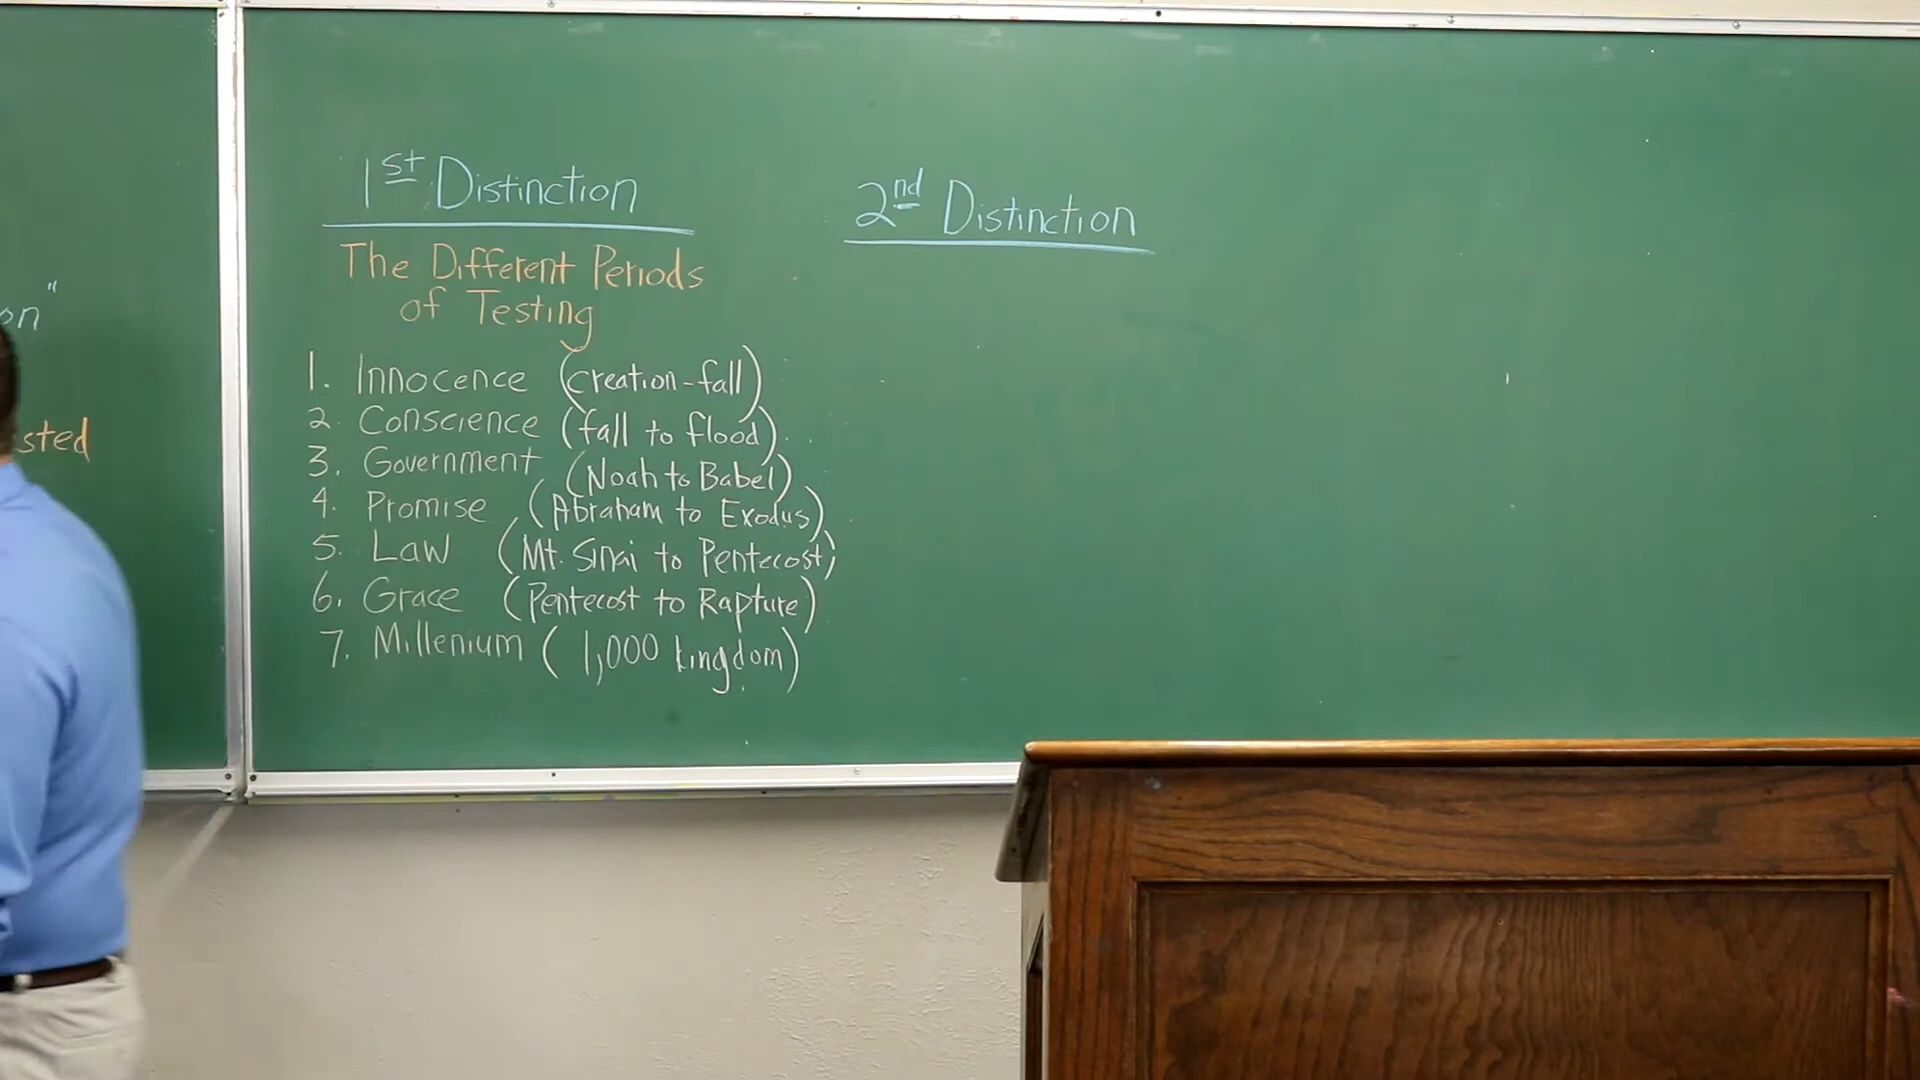 on"
sted
1st Distinction
The Different Periods
of Testing
1. Innocence (creation-fall)
2. Conscience (fall to flood)
3. Government (Noah to Babel)
4. Promise (Abraham to Exodus)
5. Law (Mt. Sinai to Pentecost)
6. Grace (Pentecost to Rapture)
7. Millenium (1,000 kingdom)
2nd Distinction